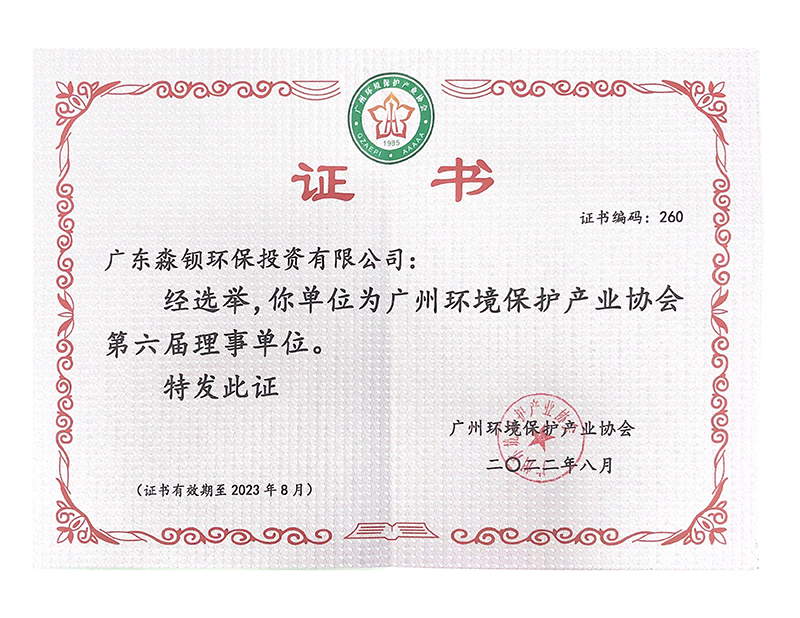 广州环境保护产业协会
1985
GZAEPI AAAAA
证 书
证书编码：260
广东淼钡环保投资有限公司：
经选举，你单位为广州环境保护产业协会
第六届理事单位。
特发此证
广州环境保护产业协会
二〇二二年八月
（证书有效期至2023年8月）